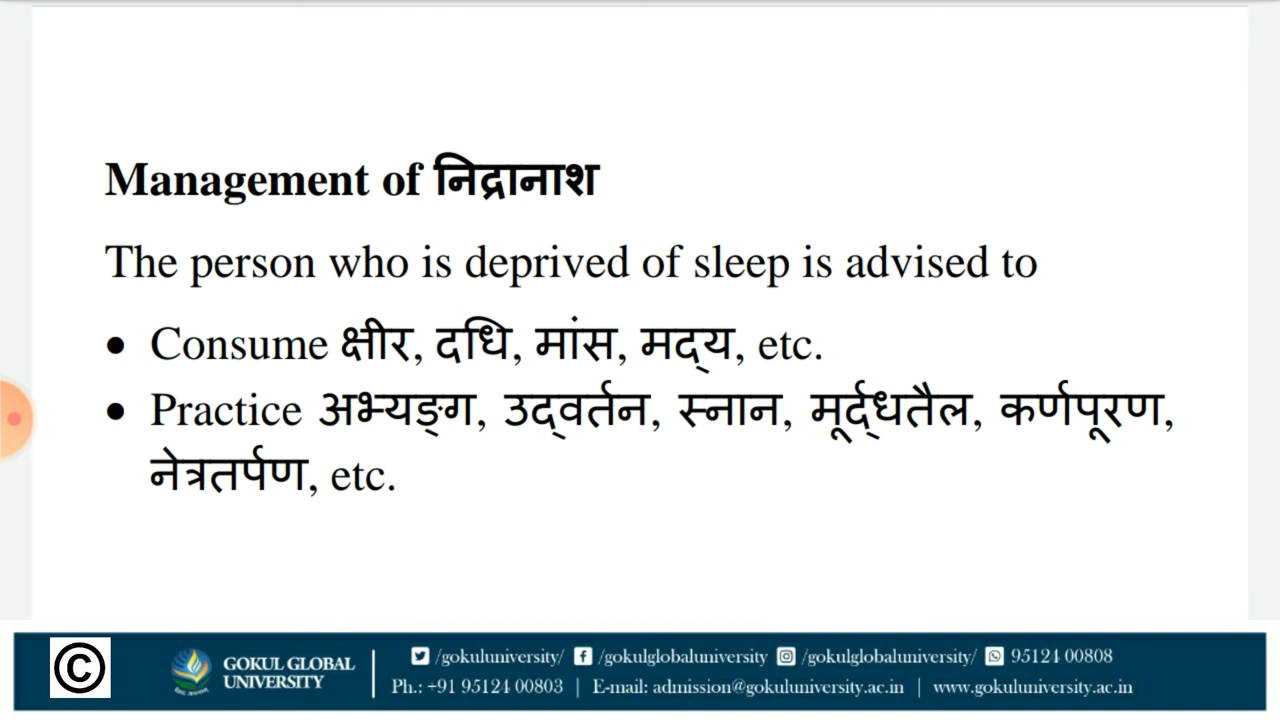 Management of निद्रानाश
The person who is deprived of sleep is advised to
• Consume क्षीर, दधि, मांस, मद्य, etc.
• Practice अभ्यङ्ग, उद्वर्तन, स्नान, मूर्द्धतैल, कर्णपूरण,
नेत्रतर्पण, etc.
©
GOKUL GLOBAL
UNIVERSITY
/gokuluniversity/ /gokulglobaluniversity /gokulglobaluniversity/ 95124 00808
Ph.: +91 95124 00803 | E-mail: admission@gokuluniversity.ac.in | www.gokuluniversity.ac.in